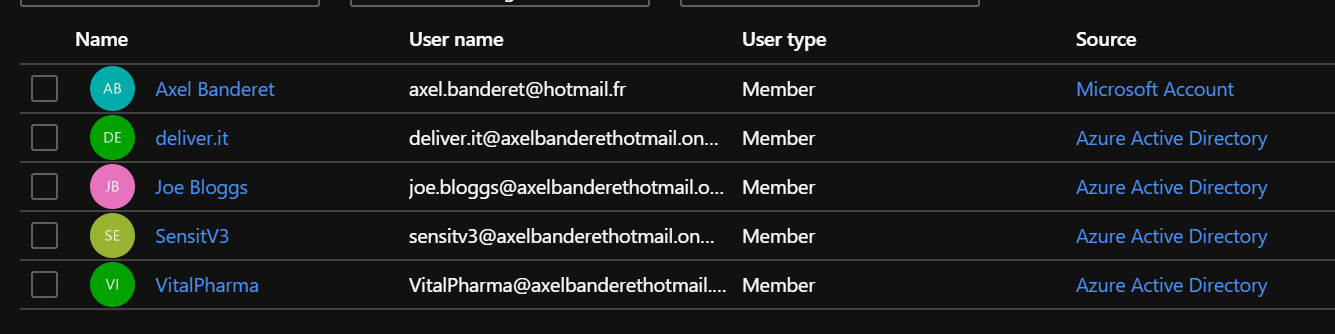 Name User name User type Source
AB Axel Banderet axel.banderet@hotmail.fr Member Microsoft Account
DE deliver.it deliver.it@axelbanderethotmail.on... Member Azure Active Directory
JB Joe Bloggs joe.bloggs@axelbanderethotmail.o... Member Azure Active Directory
SE SensitV3 sensitv3@axelbanderethotmail.on... Member Azure Active Directory
VI VitalPharma VitalPharma@axelbanderethotmail.... Member Azure Active Directory